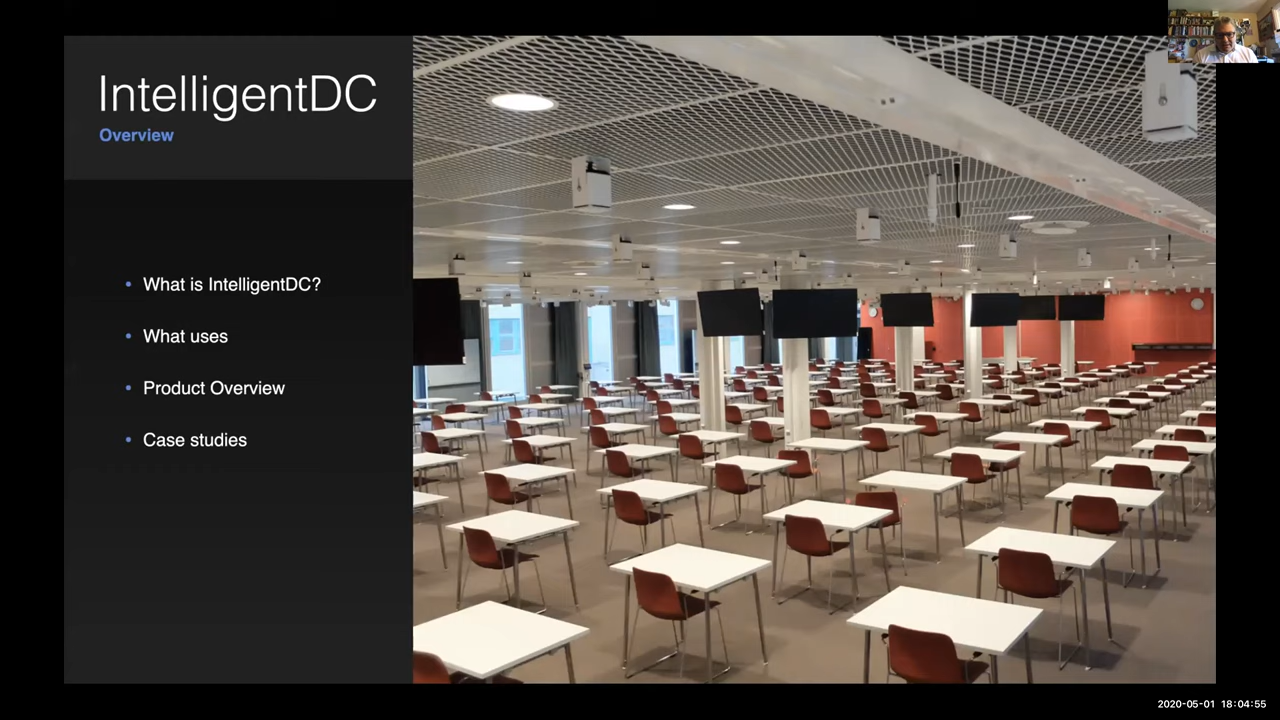 IntelligentDC
Overview
What is IntelligentDC?
What uses
Product Overview
Case studies
2020-05-01 18:04:55